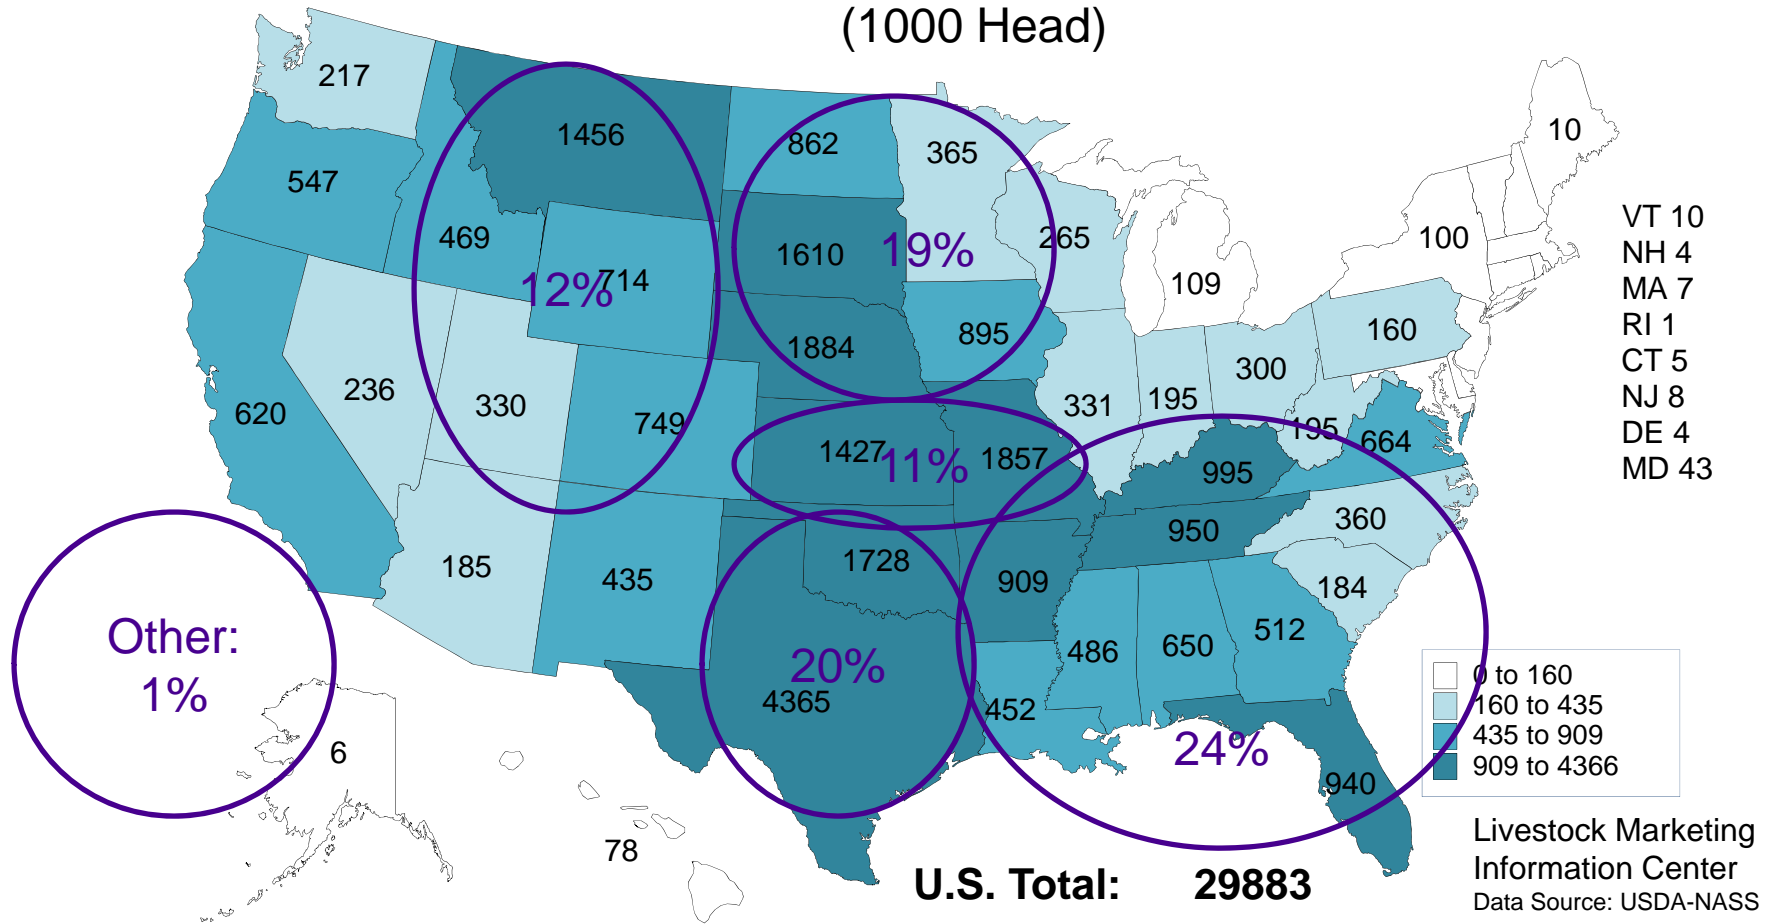 (1000 Head)
217
1456
862
365
10
547
469
1610
19%
265
100
VT 10
NH 4
MA 7
RI 1
CT 5
NJ 8
DE 4
MD 43
12%
714
109
1884
895
160
236
330
749
620
331
195
300
195
664
1427
11%
1857
995
950
360
185
435
1728
909
184
Other:
1%
486
650
512
20%
4365
452
24%
940
0 to 160
160 to 435
435 to 909
909 to 4366
6
78
U.S. Total: 29883
Livestock Marketing
Information Center
Data Source: USDA-NASS